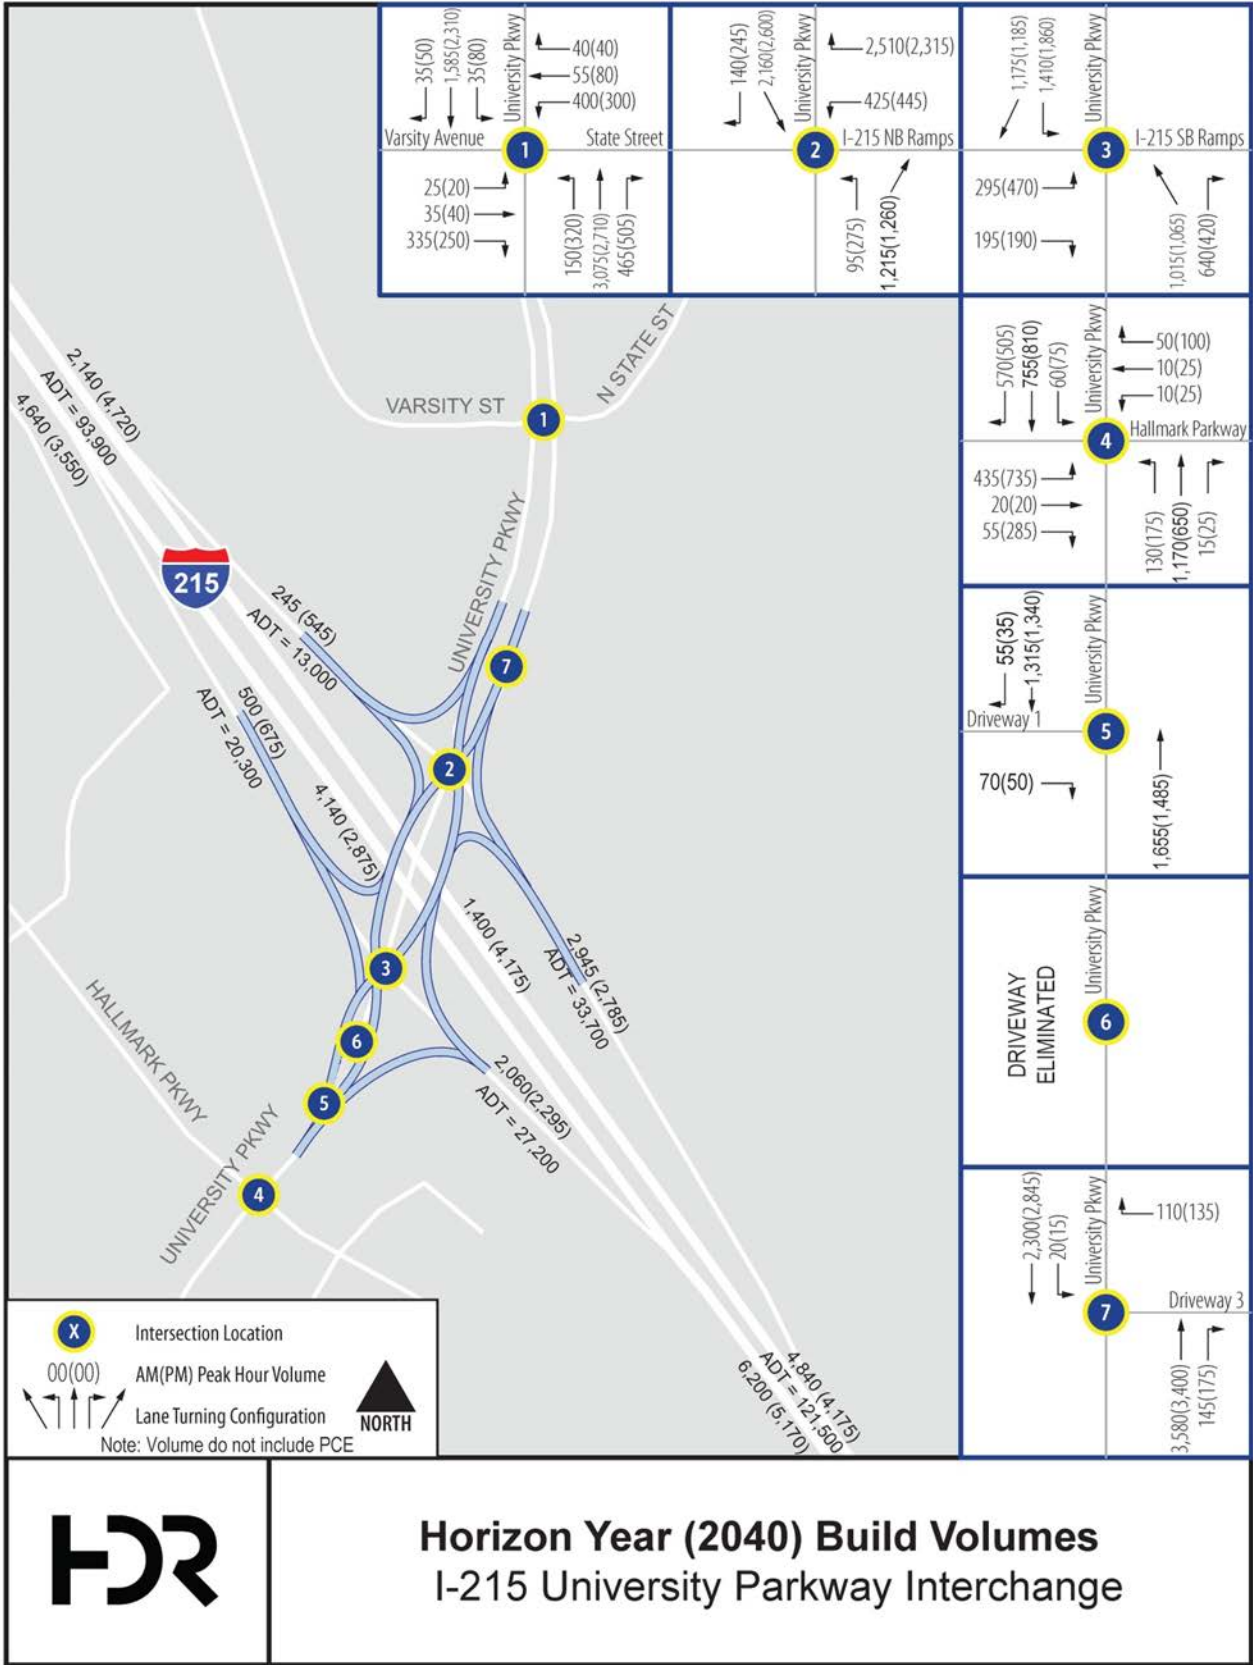 35(50)
1,585(2,310)
35(80)
University Pkwy
40(40)
55(80)
400(300)
Varsity Avenue
1
State Street
25(20)
35(40)
335(250)
150(320)
3,075(2,710)
465(505)
140(245)
2,160(2,600)
University Pkwy
2,510(2,315)
425(445)
2
I-215 NB Ramps
95(275)
1,215(1,260)
1,175(1,185)
1,410(1,860)
University Pkwy
3
I-215 SB Ramps
295(470)
195(190)
1,015(1,065)
640(420)
570(505)
755(810)
60(75)
University Pkwy
50(100)
10(25)
10(25)
4
Hallmark Parkway
435(735)
20(20)
55(285)
130(175)
1,170(650)
15(25)
55(35)
1,315(1,340)
University Pkwy
Driveway 1
5
70(50)
1,655(1,485)
DRIVEWAY
ELIMINATED
University Pkwy
6
2,300(2,845)
20(15)
University Pkwy
110(135)
Driveway 3
7
3,580(3,400)
145(175)
2,140 (4,720)
ADT = 93,900
4,640 (3,550)
VARSITY ST
1
N STATE ST
215
UNIVERSITY PKWY
245 (545)
ADT = 13,000
7
500 (675)
ADT = 20,300
2
4,140 (2,875)
1,400 (4,175)
2,945 (2,785)
ADT = 33,700
3
HALLMARK PKWY
6
5
2,060(2,295)
ADT = 27,200
UNIVERSITY PKWY
4
4,840 (4,175)
ADT = 121,500
6,200 (5,170)
X
Intersection Location
00(00)
AM(PM) Peak Hour Volume
Lane Turning Configuration
NORTH
Note: Volume do not include PCE
HDR
Horizon Year (2040) Build Volumes
I-215 University Parkway Interchange